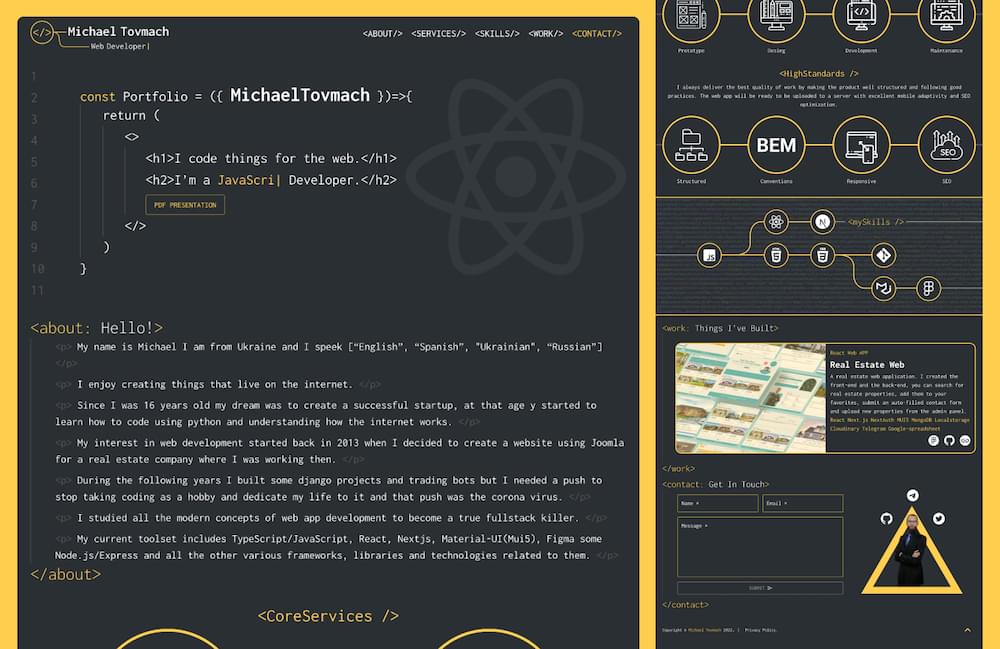 </> Michael Tovmach
Web Developer|
<ABOUT/> <SERVICES/> <SKILLS/> <WORK/> <CONTACT/>
1
2 const Portfolio = ({ MichaelTovmach })=>{
3 return (
4 <>
5 <h1>I code things for the web.</h1>
6 <h2>I'm a JavaScri| Developer.</h2>
7 PDF PRESENTATION
8 </>
9 )
10 }
11
<about: Hello!>
<p> My name is Michael I am from Ukraine and I speek [“English”, “Spanish”, "Ukrainian", “Russian”]
</p>
<p> I enjoy creating things that live on the internet. </p>
<p> Since I was 16 years old my dream was to create a successful startup, at that age y started to
learn how to code using python and understanding how the internet works. </p>
<p> My interest in web development started back in 2013 when I decided to create a website using Joomla
for a real estate company where I was working then. </p>
<p> During the following years I built some django projects and trading bots but I needed a push to
stop taking coding as a hobby and dedicate my life to it and that push was the corona virus. </p>
<p> I studied all the modern concepts of web app development to become a true fullstack killer. </p>
<p> My current toolset includes TypeScript/JavaScript, React, Nextjs, Material-UI(Mui5), Figma some
Node.js/Express and all the other various frameworks, libraries and technologies related to them. </p>
</about>
<CoreServices />
Prototype Desing Development Maintenance
<HighStandards />
I always deliver the best quality of work by making the product well structured and following good
practices. The web app will be ready to be uploaded to a server with excellent mobile adaptivity and SEO
optimization.
BEM SEO
Structured Conventions Responsive SEO
N <mySkills />
JS
<work: Things I've Built>
React Web APP
Real Estate Web
A real estate web application. I created the
front-end and the back-end, you can search for
real estate properties, add them to your
favorites, submit an auto-filled contact form
and upload new properties from the admin panel.
React Next.js NextAuth MUI5 MongoDB Localstorage
Cloudinary Telegram Google-spreadsheet
</work>
<contact: Get In Touch>
Name * Email *
Message *
SUBMIT
</contact>
Copyright © Michael Tovmach 2022. | Privacy Policy.